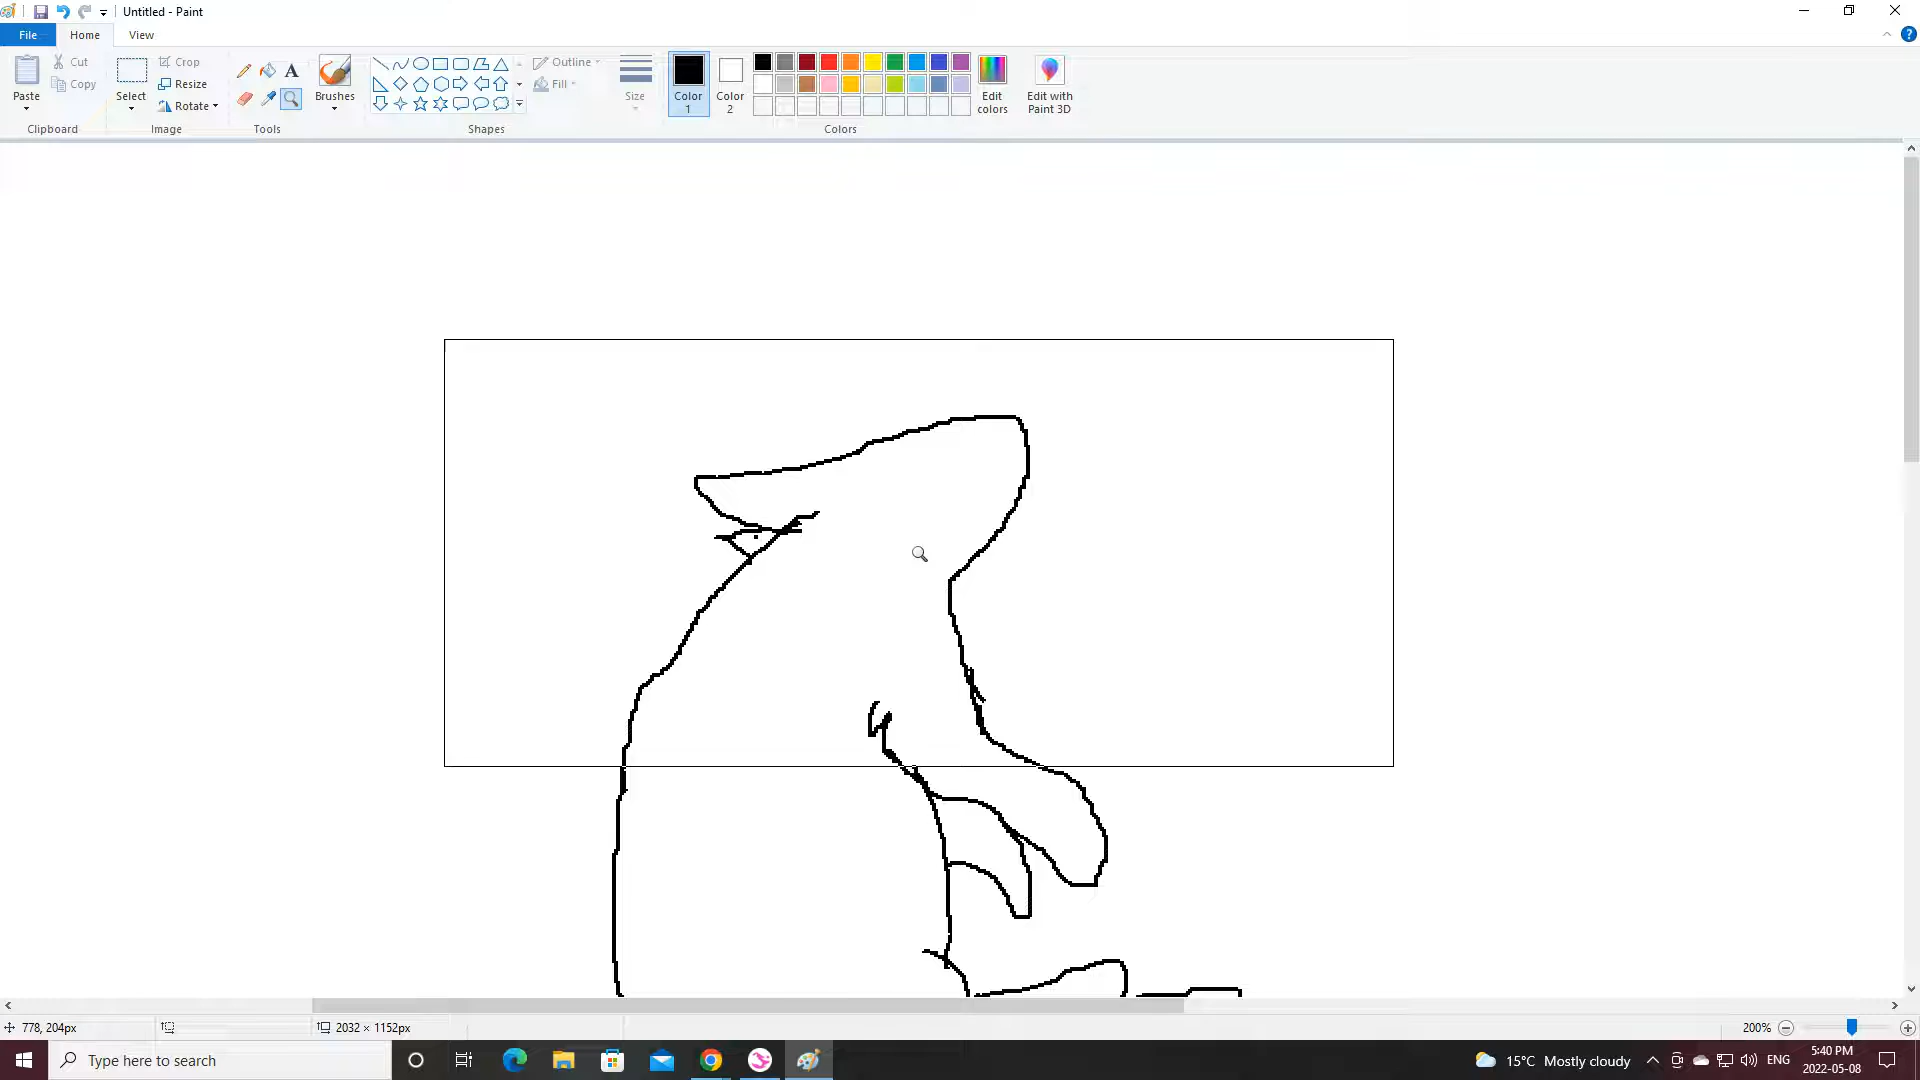 Untitled - Paint
File Home View
Paste
Cut
Copy
Clipboard
Select
Crop
Resize
Rotate
Image
A
Tools
Brushes
Shapes
Outline
Fill
Size
Color 1
Color 2
Edit colors
Edit with Paint 3D
Colors
778, 204px
2032 × 1152px
200%
Type here to search
15°C Mostly cloudy
ENG
5:40 PM
2022-05-08